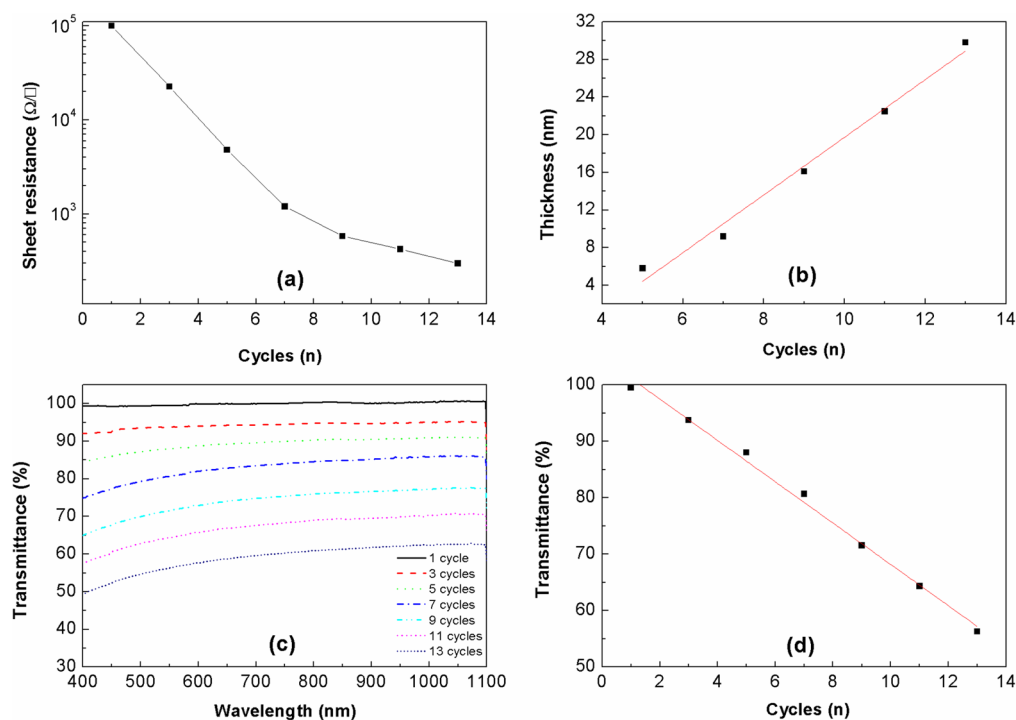 Sheet resistance (Ω/□)
10^5
10^4
10^3
(a)
0 2 4 6 8 10 12 14
Cycles (n)
Thickness (nm)
32
28
24
20
16
12
8
4
(b)
4 6 8 10 12 14
Cycles (n)
Transmittance (%)
100
90
80
70
60
50
40
30
1 cycle
3 cycles
5 cycles
7 cycles
9 cycles
11 cycles
13 cycles
(c)
400 500 600 700 800 900 1000 1100
Wavelength (nm)
Transmittance (%)
100
90
80
70
60
50
(d)
0 2 4 6 8 10 12 14
Cycles (n)